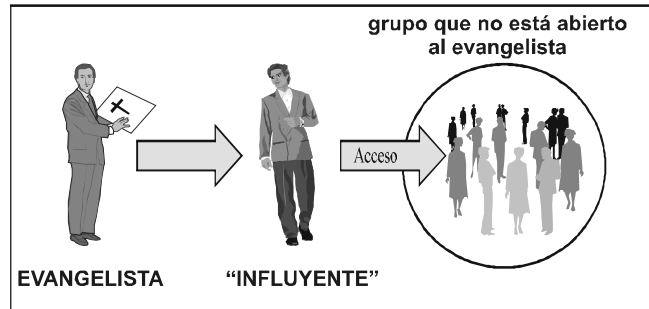 grupo que no está abierto
al evangelista
Acceso
EVANGELISTA
“INFLUYENTE”